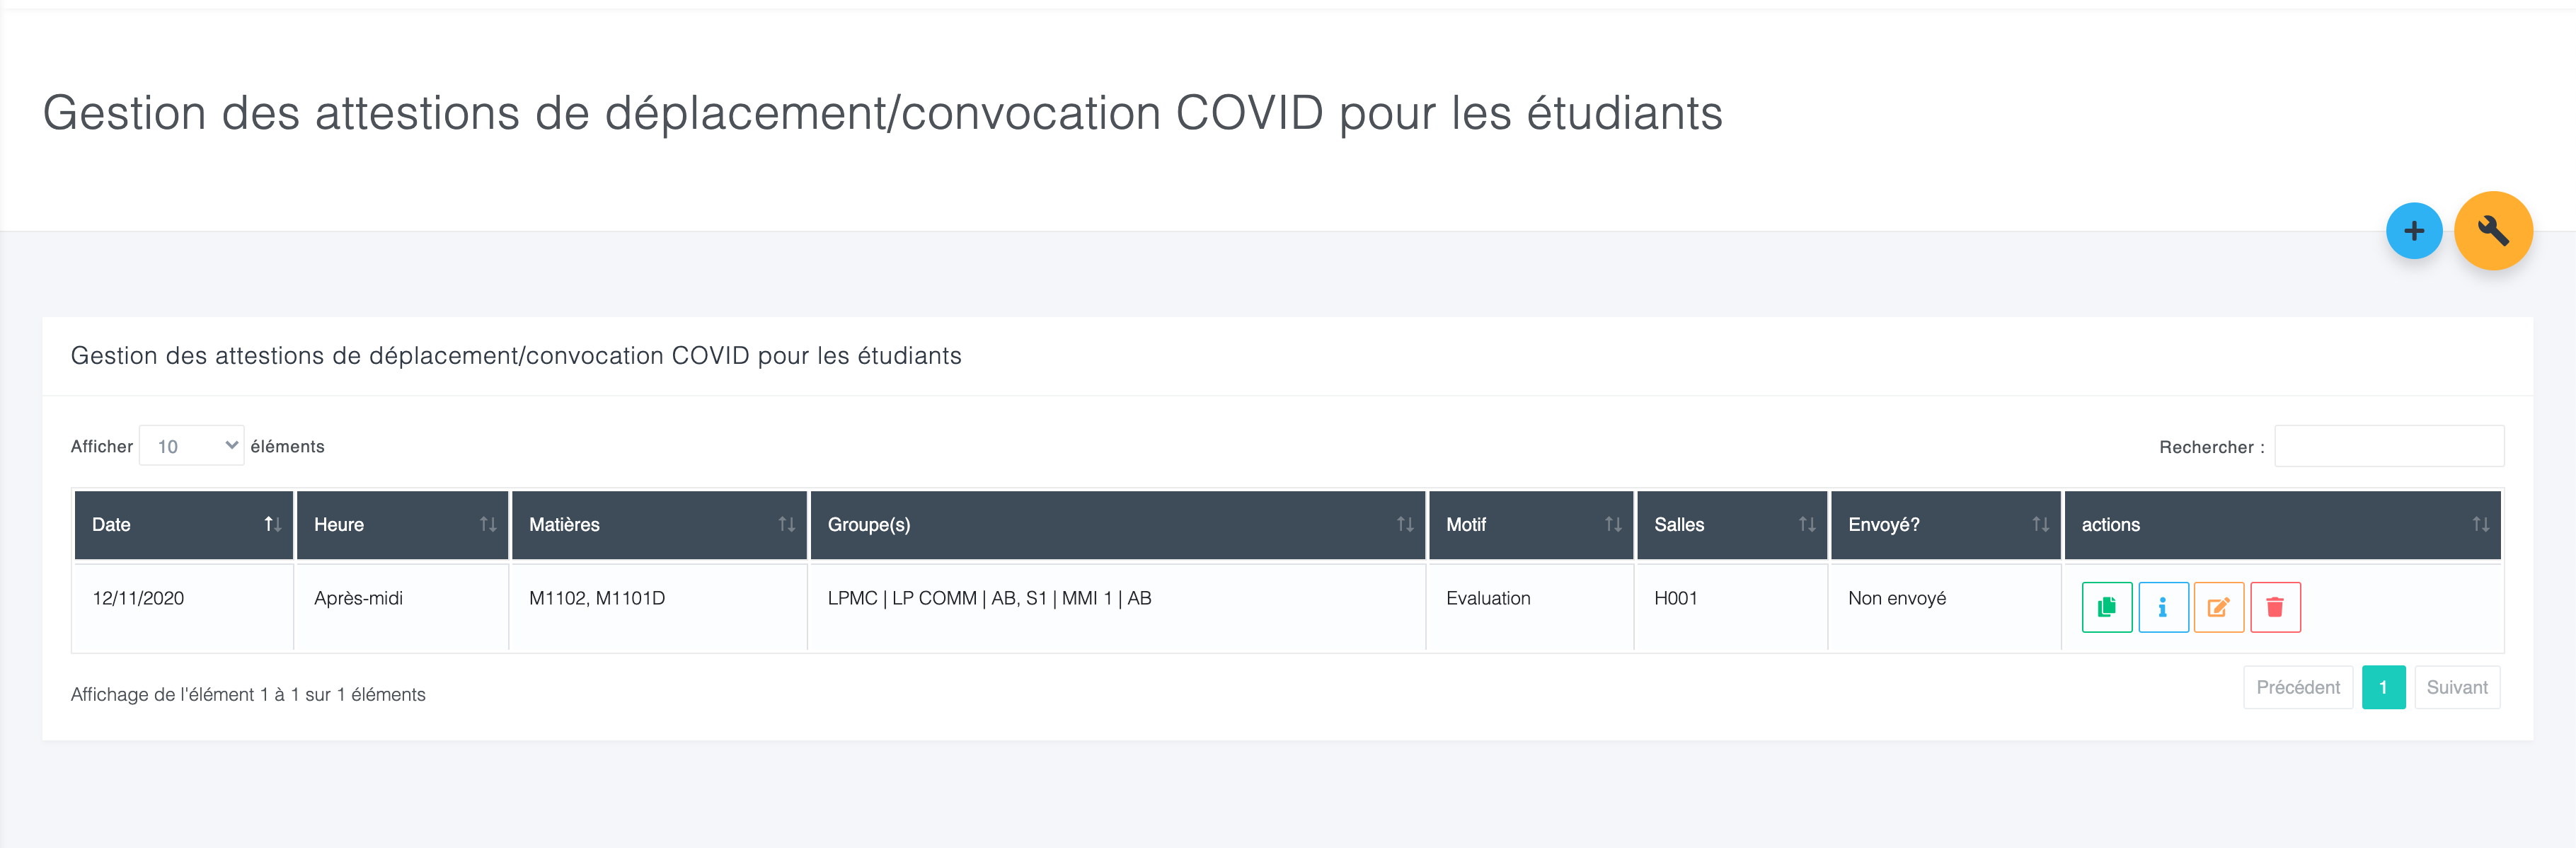 Gestion des attestions de déplacement/convocation COVID pour les étudiants
Gestion des attestions de déplacement/convocation COVID pour les étudiants
Afficher 10 éléments Rechercher :
Date Heure Matières Groupe(s) Motif Salles Envoyé? actions
12/11/2020 Après-midi M1102, M1101D LPMC | LP COMM | AB, S1 | MMI 1 | AB Evaluation H001 Non envoyé
Affichage de l'élément 1 à 1 sur 1 éléments Précédent 1 Suivant